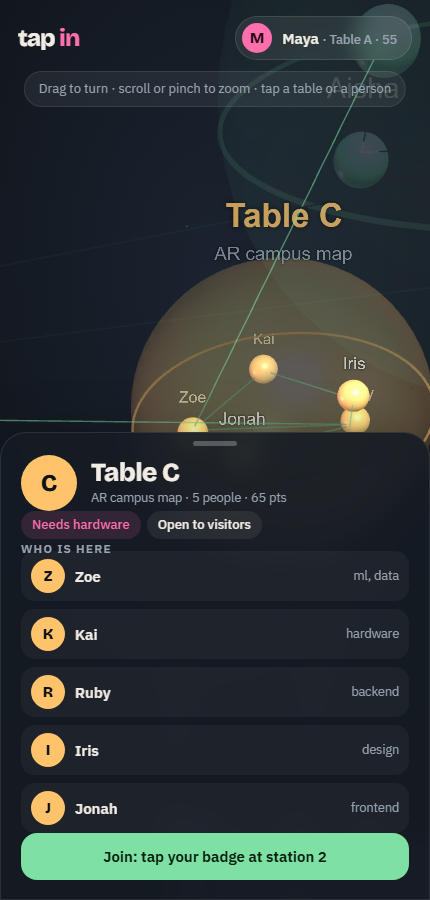 tap in
M Maya · Table A · 55
Drag to turn · scroll or pinch to zoom · tap a table or a person
Aisha
Table C
AR campus map
Kai
Iris
Zoe
Jonah
C Table C
AR campus map · 5 people · 65 pts
Needs hardware Open to visitors
WHO IS HERE
Z Zoe ml, data
K Kai hardware
R Ruby backend
I Iris design
J Jonah frontend
Join: tap your badge at station 2